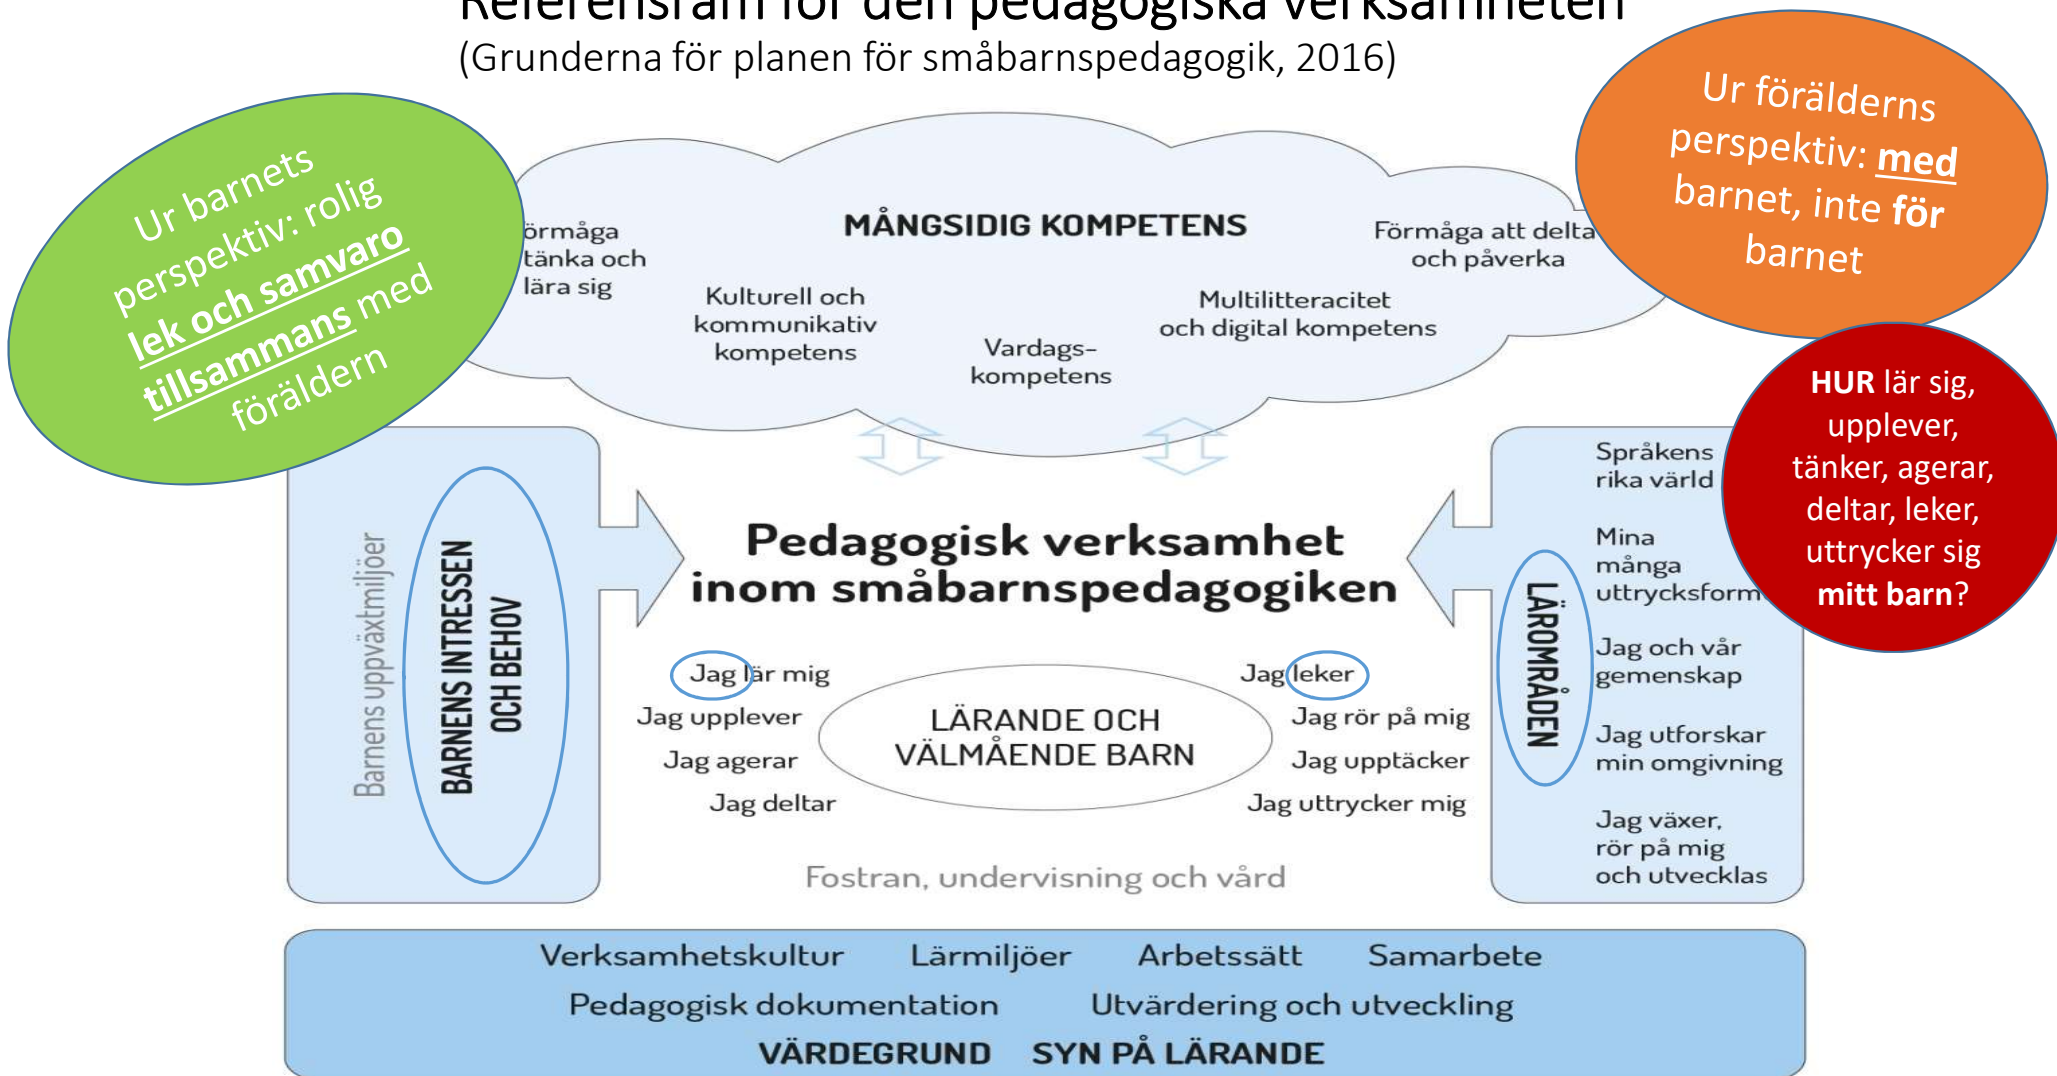 Referensram för den pedagogiska verksamheten
(Grunderna för planen för småbarnspedagogik, 2016)
Ur barnets
perspektiv: rolig
lek och samvaro
tillsammans med
föräldern
Ur förälderns
perspektiv: med
barnet, inte för
barnet
HUR lär sig,
upplever,
tänker, agerar,
deltar, leker,
uttrycker sig
mitt barn?
MÅNGSIDIG KOMPETENS
örmåga
tänka och
lära sig
Kulturell och
kommunikativ
kompetens
Vardags-
kompetens
Multilitteracitet
och digital kompetens
Förmåga att delta
och påverka
Barnens uppväxtmiljöer
BARNENS INTRESSEN
OCH BEHOV
Pedagogisk verksamhet
inom småbarnspedagogiken
Jag lär mig
Jag upplever
Jag agerar
Jag deltar
LÄRANDE OCH
VÄLMÅENDE BARN
Jag leker
Jag rör på mig
Jag upptäcker
Jag uttrycker mig
Fostran, undervisning och vård
LÄROMRÅDEN
Språkens
rika värld
Mina
många
uttrycksform
Jag och vår
gemenskap
Jag utforskar
min omgivning
Jag växer,
rör på mig
och utvecklas
Verksamhetskultur Lärmiljöer Arbetssätt Samarbete
Pedagogisk dokumentation Utvärdering och utveckling
VÄRDEGRUND SYN PÅ LÄRANDE